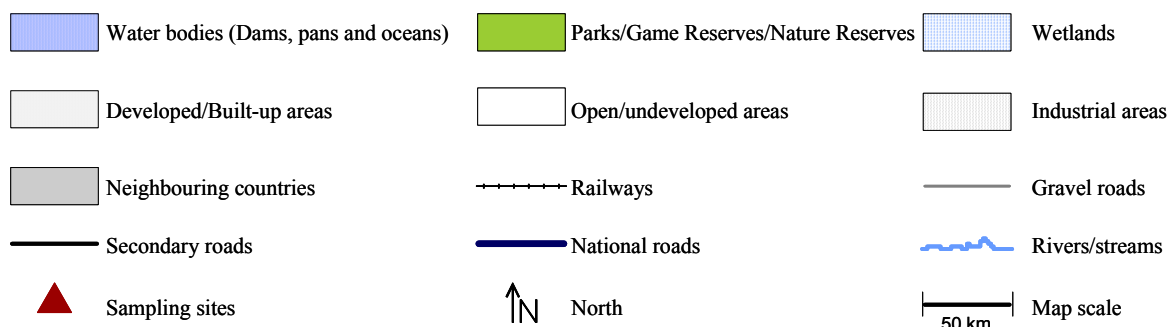 Water bodies (Dams, pans and oceans) Parks/Game Reserves/Nature Reserves Wetlands
Developed/Built-up areas Open/undeveloped areas Industrial areas
Neighbouring countries Railways Gravel roads
Secondary roads National roads Rivers/streams
Sampling sites N North Map scale
50 km